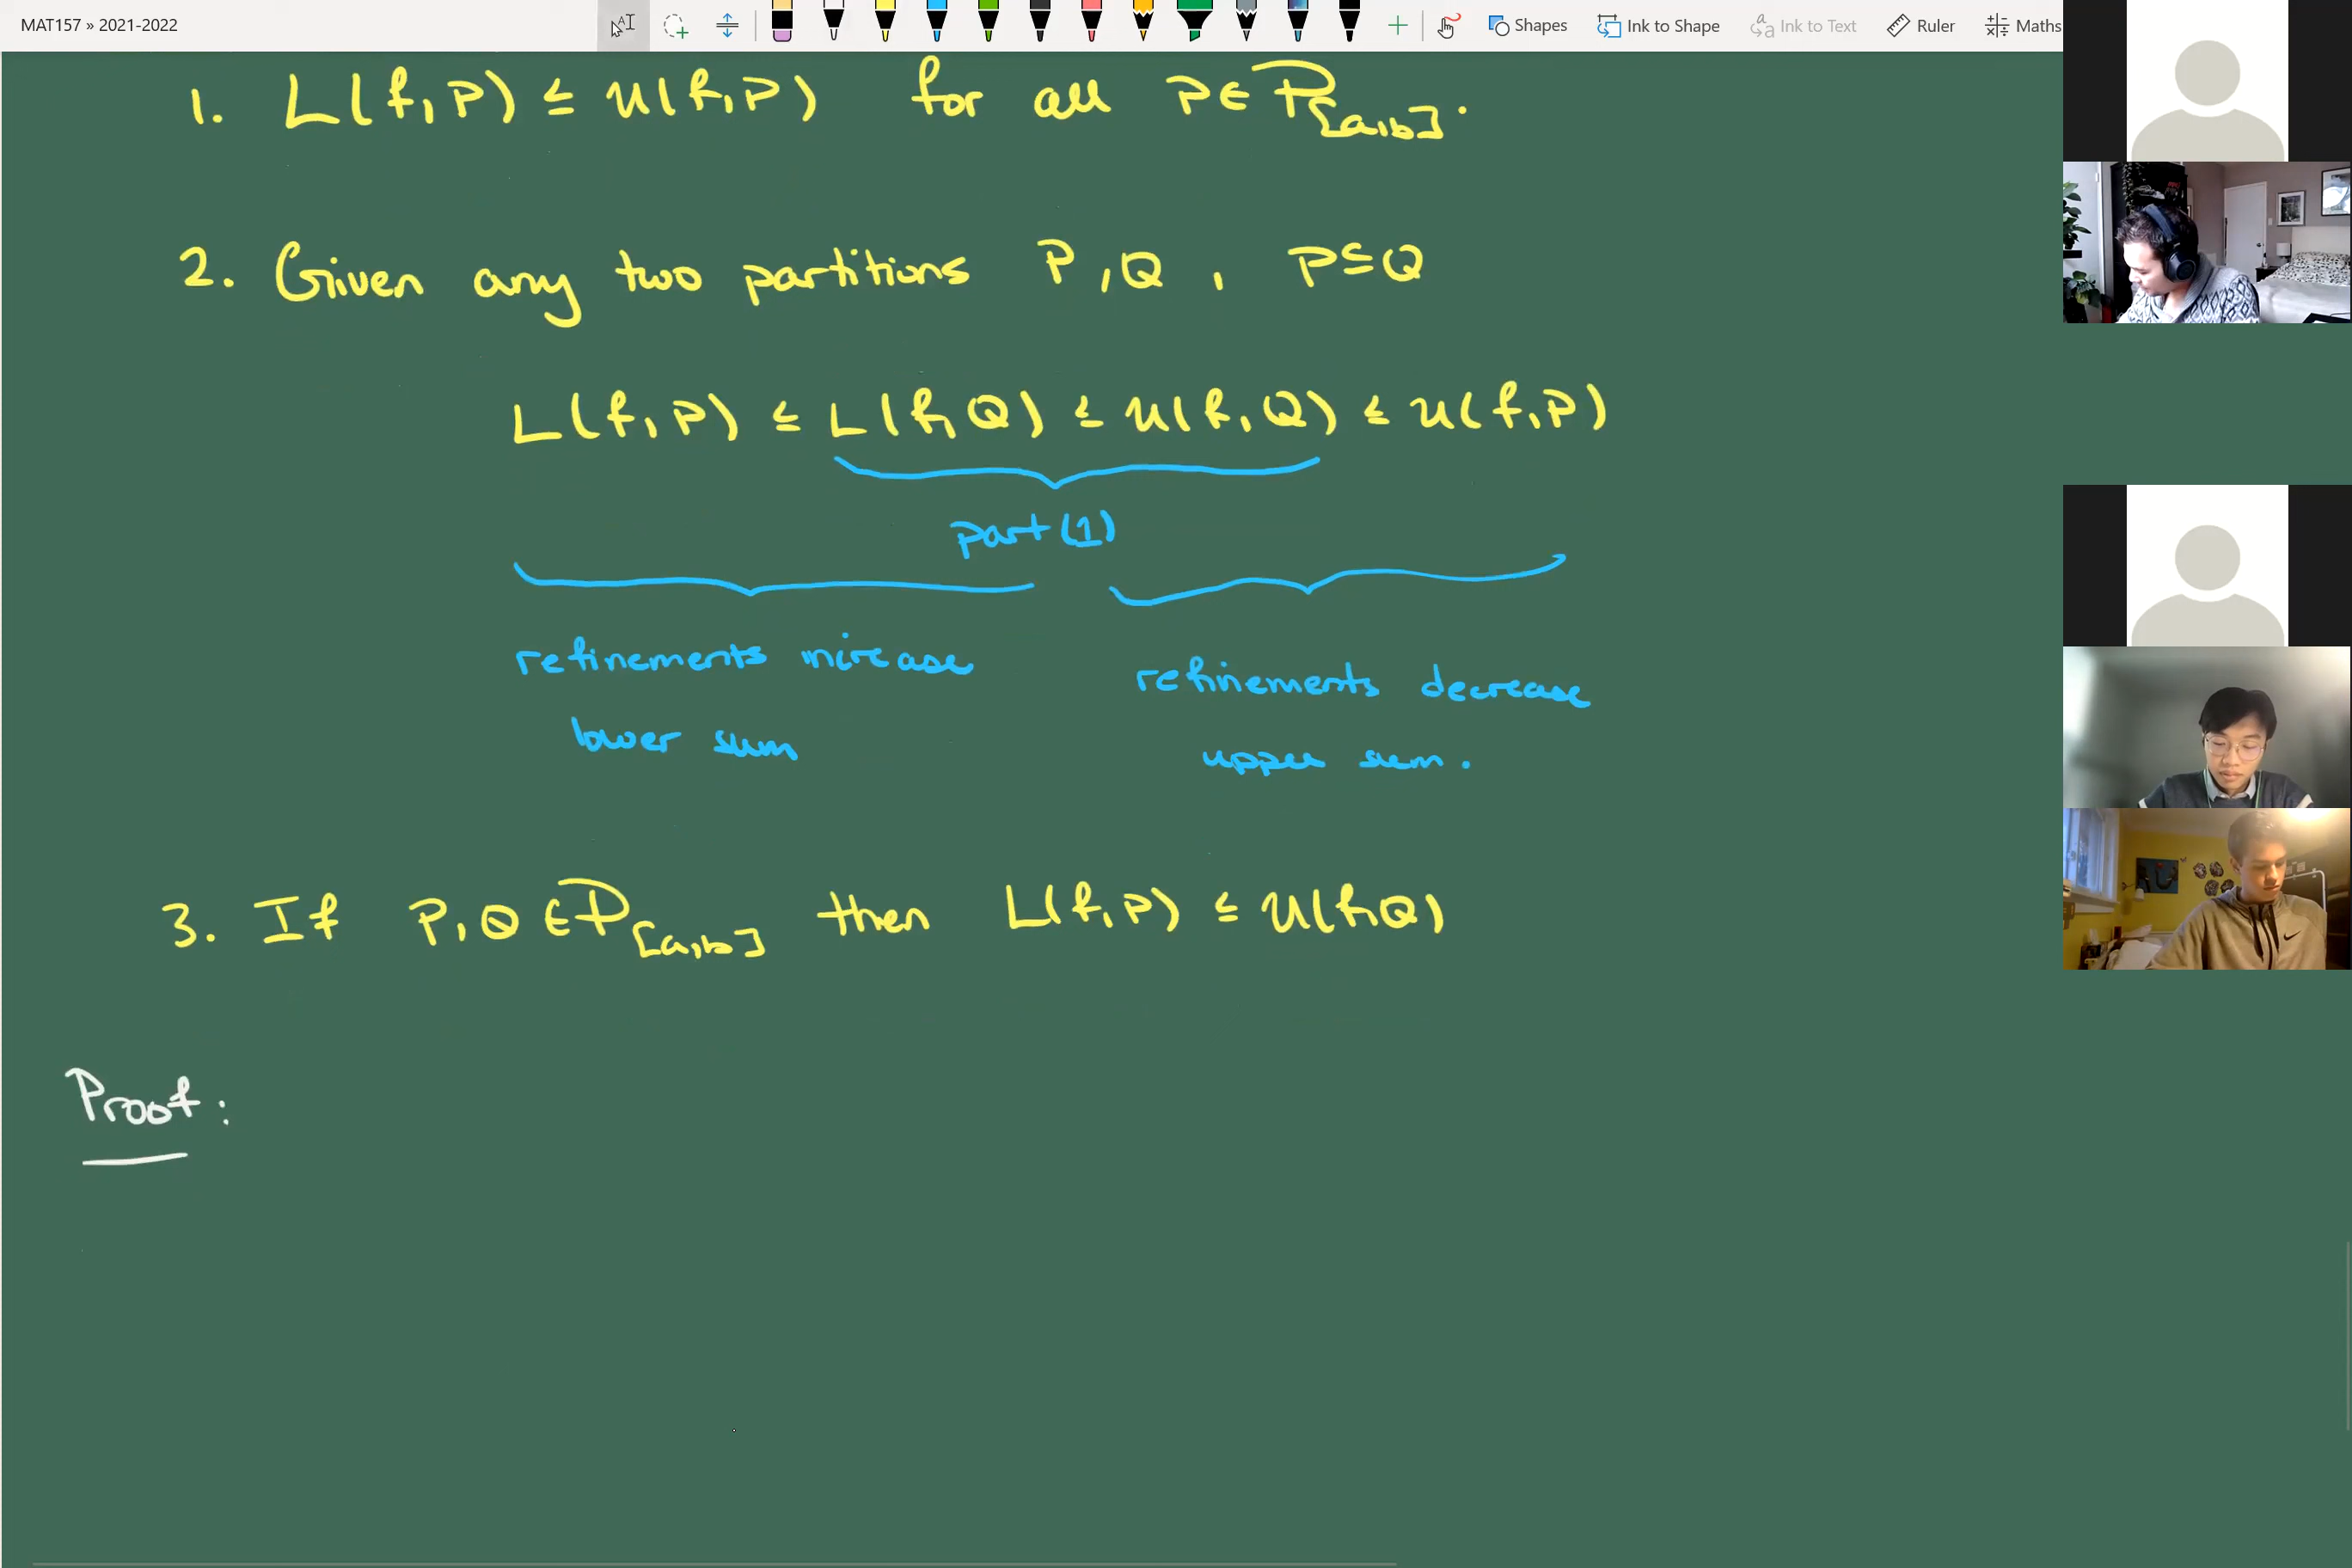 MAT157 » 2021-2022
Shapes
Ink to Shape
Ink to Text
Ruler
Maths
1. L(f,P) ≤ U(f,P) for all P ∈ P[a,b].
2. Given any two partitions P, Q, P ⊆ Q
L(f,P) ≤ L(f,Q) ≤ U(f,Q) ≤ U(f,P)
part (1)
refinements increase
lower sum
refinements decrease
upper sum.
3. If P, Q ∈ P[a,b] then L(f,P) ≤ U(f,Q)
Proof: